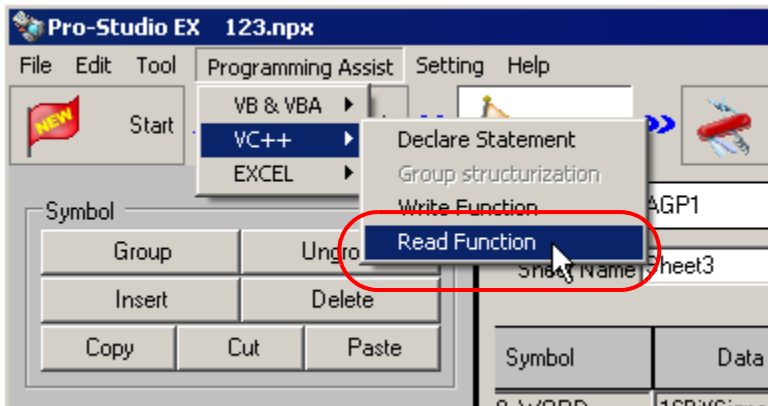 Pro-Studio EX 123.npx
File Edit Tool Programming Assist Setting Help
NEW Start
VB & VBA
VC++
EXCEL
Declare Statement
Group structurization
Write Function
Read Function
Symbol
Group
Insert Delete
Copy Cut Paste
AGP1
Sheet Name Sheet3
Symbol Data